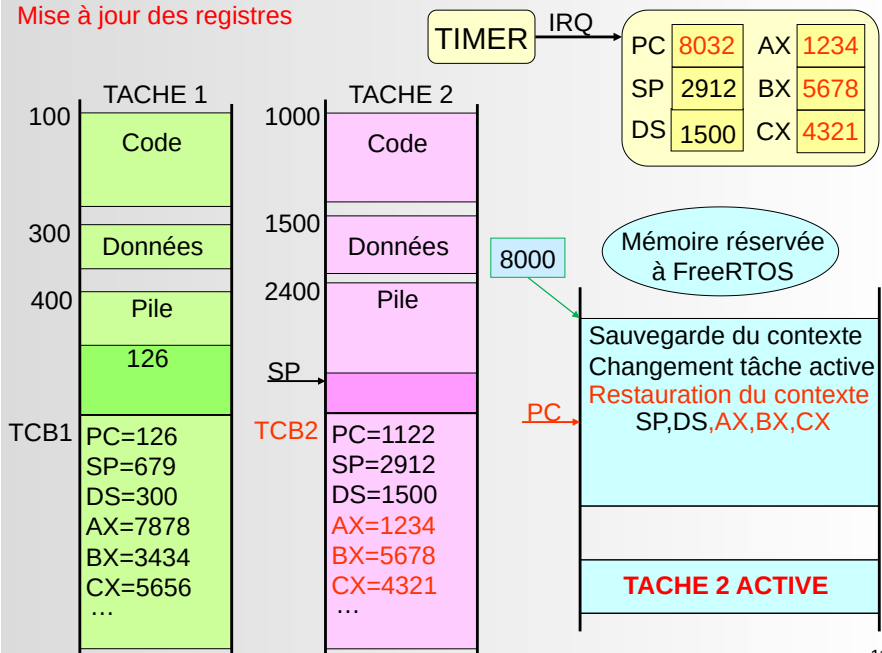 Mise à jour des registres
TIMER
IRQ
PC 8032 AX 1234
SP 2912 BX 5678
DS 1500 CX 4321
TACHE 1
100
Code
300
Données
400
Pile
126
TCB1
PC=126
SP=679
DS=300
AX=7878
BX=3434
CX=5656
…
TACHE 2
1000
Code
1500
Données
2400
Pile
SP
TCB2
PC=1122
SP=2912
DS=1500
AX=1234
BX=5678
CX=4321
…
Mémoire réservée
à FreeRTOS
8000
Sauvegarde du contexte
Changement tâche active
Restauration du contexte
SP,DS,AX,BX,CX
PC
TACHE 2 ACTIVE